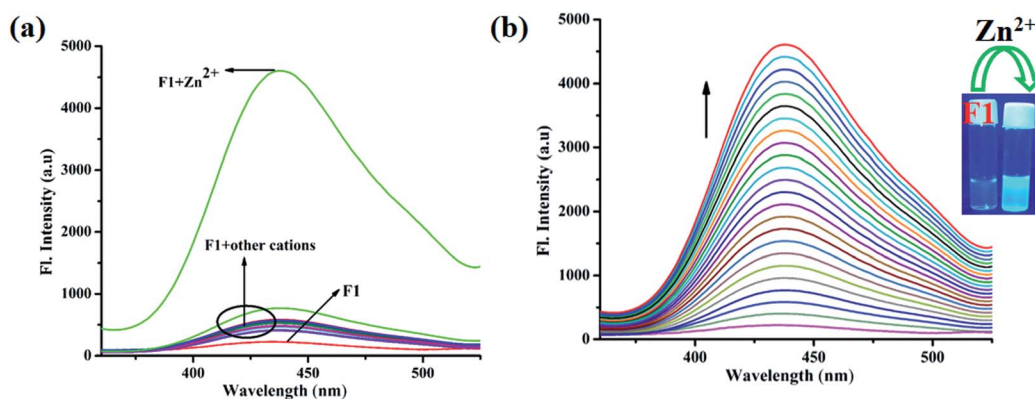 (a)
Fl. Intensity (a.u)
5000
4000
3000
2000
1000
0
F1+Zn2+
F1+other cations
F1
400
450
500
Wavelength (nm)
(b)
Fl. Intensity (a.u)
5000
4000
3000
2000
1000
0
400
450
500
Wavelength (nm)
Zn2+
F1